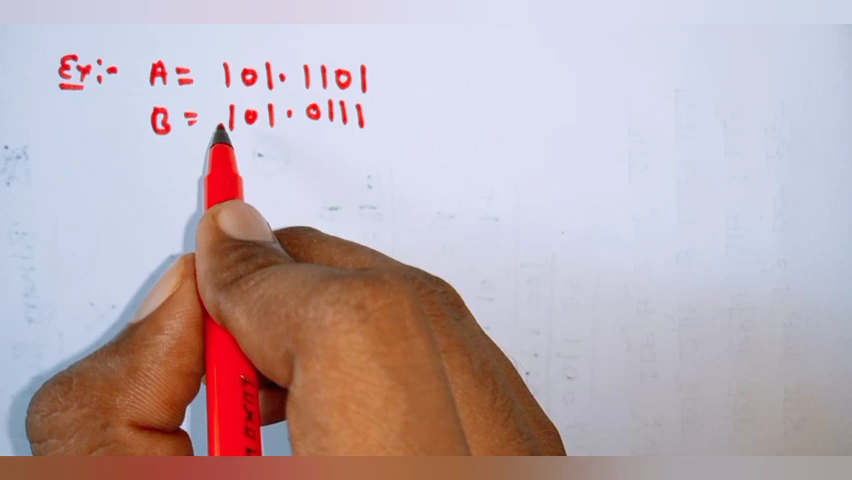 Ex:- A = 101.1101
B = 101.0111